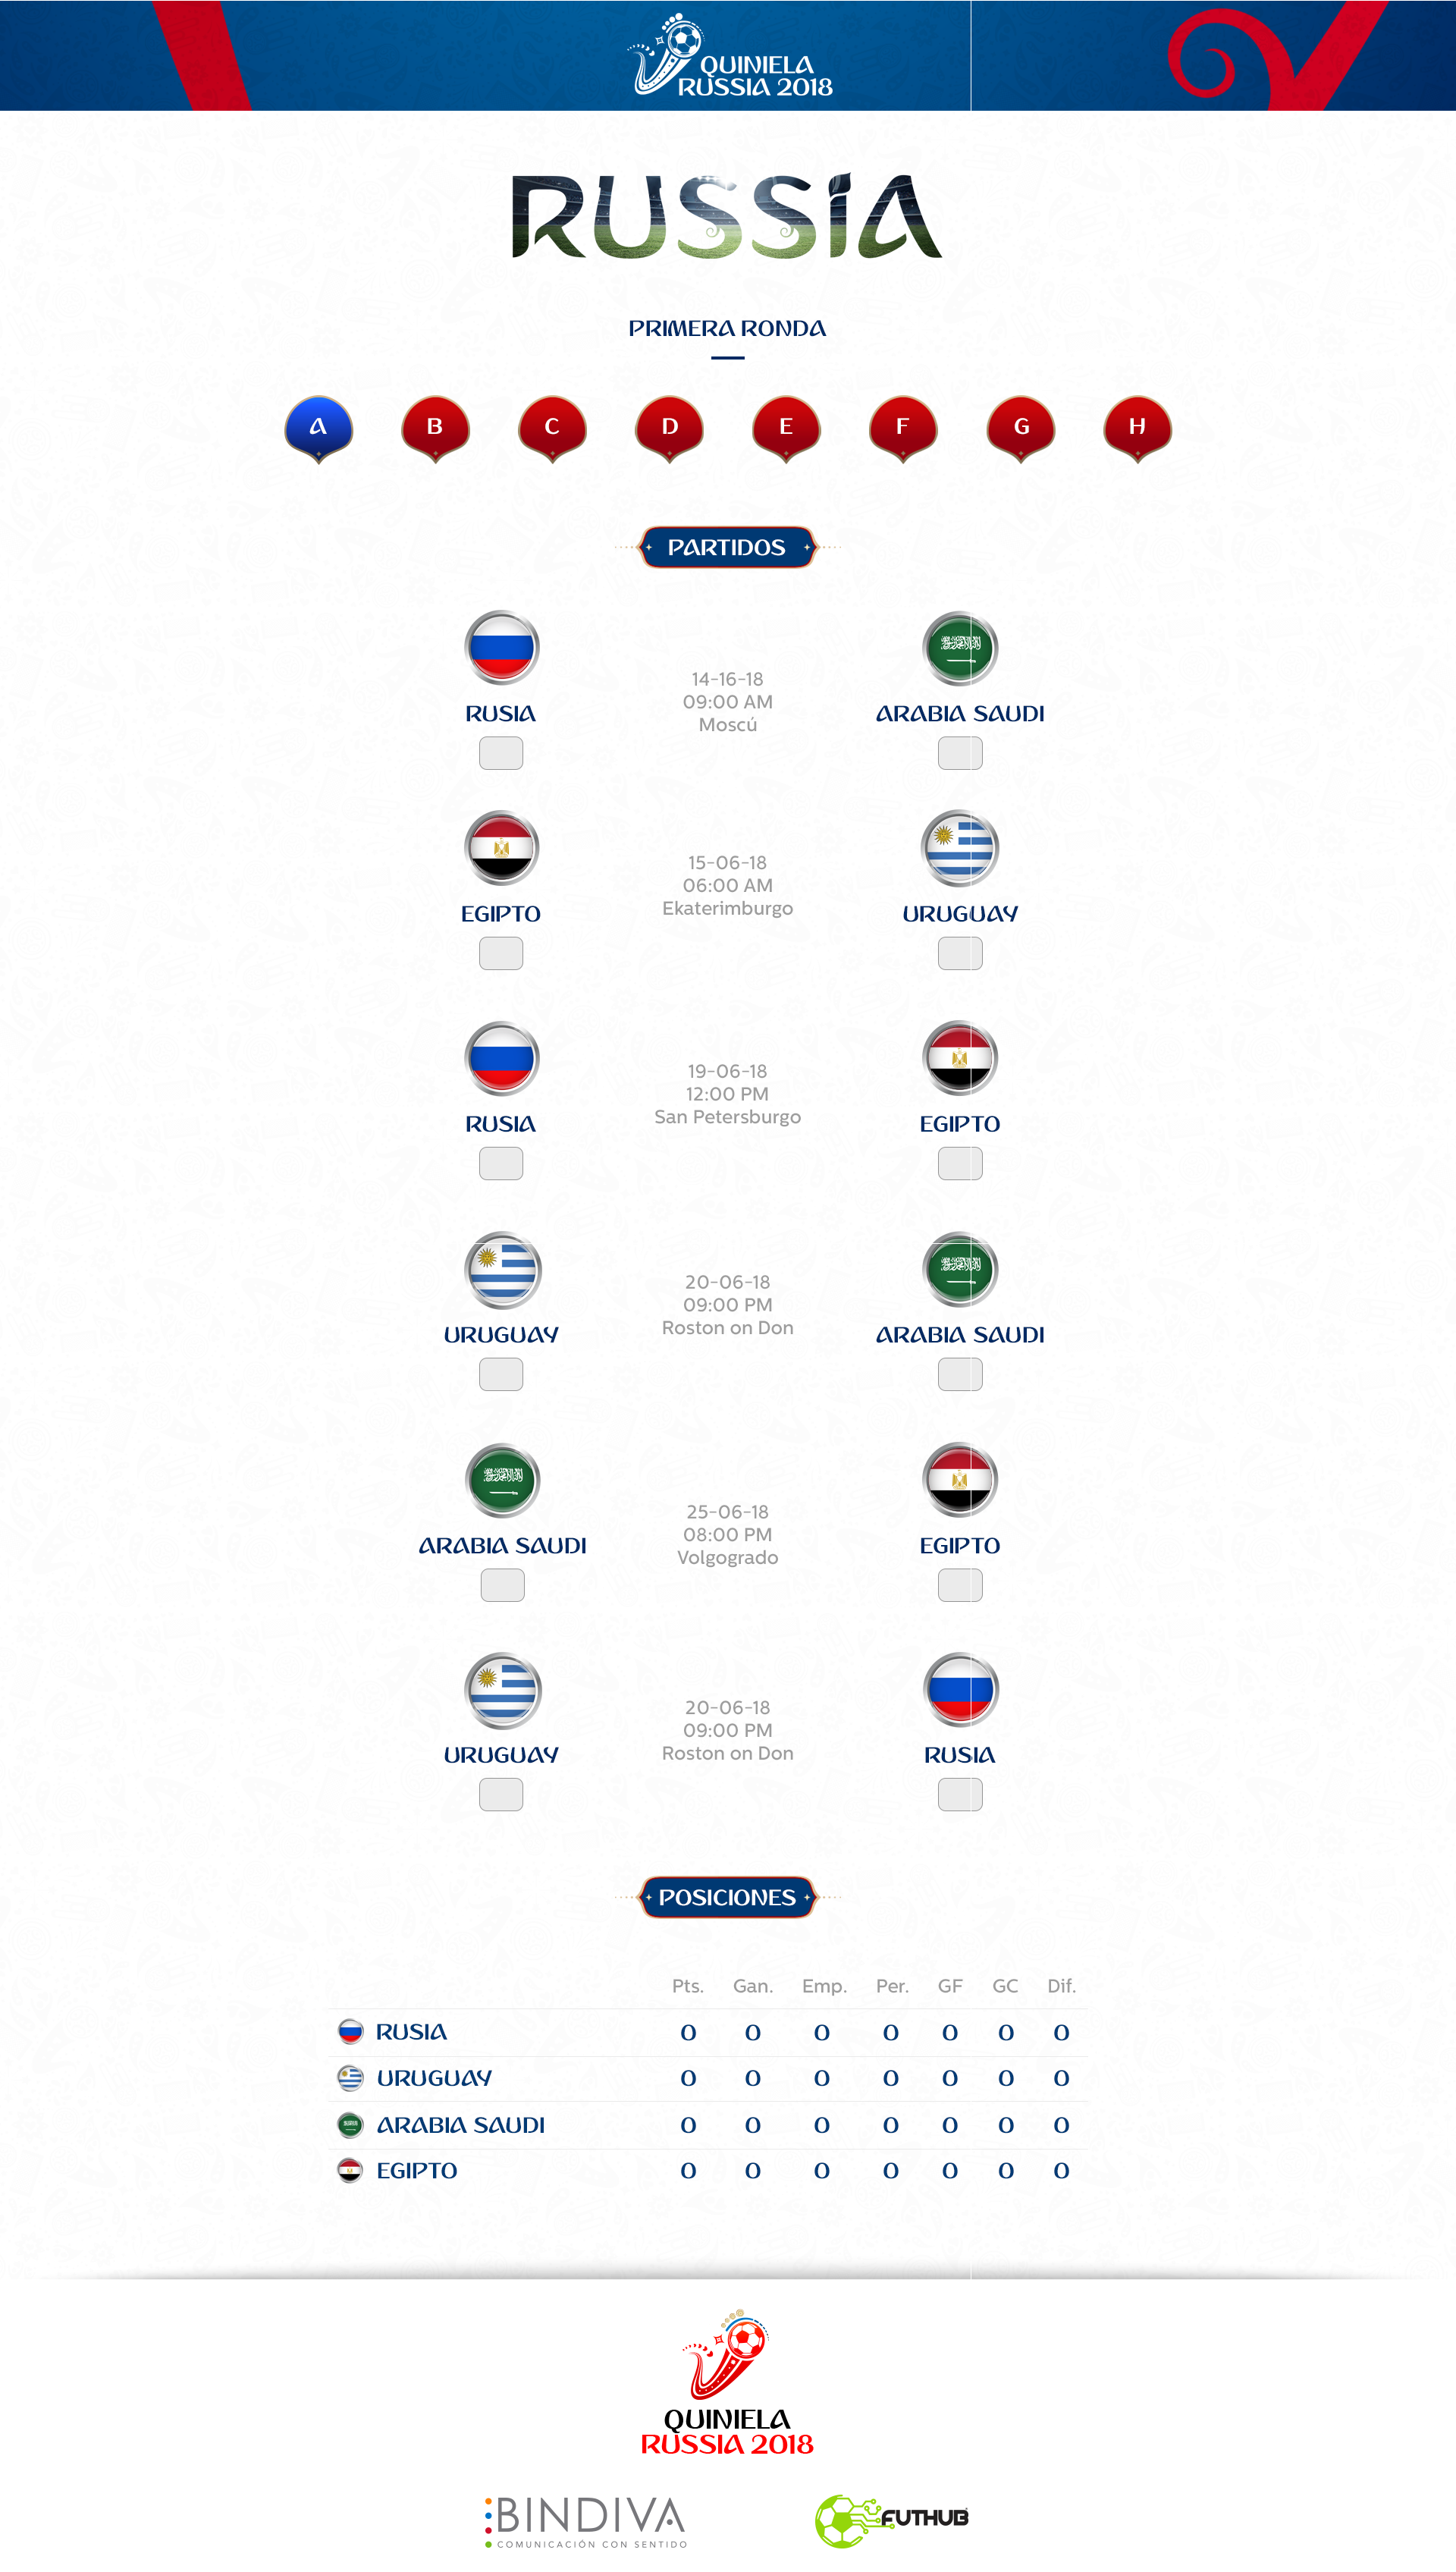 QUINIELA
RUSSIA 2018
RUSSIA
PRIMERA RONDA
A B C D E F G H
PARTIDOS
14-16-18
09:00 AM
Moscú
RUSIA
ARABIA SAUDI
15-06-18
06:00 AM
Ekaterimburgo
EGIPTO
URUGUAY
19-06-18
12:00 PM
San Petersburgo
RUSIA
EGIPTO
20-06-18
09:00 PM
Roston on Don
URUGUAY
ARABIA SAUDI
25-06-18
08:00 PM
Volgogrado
ARABIA SAUDI
EGIPTO
20-06-18
09:00 PM
Roston on Don
URUGUAY
RUSIA
POSICIONES
Pts. Gan. Emp. Per. GF GC Dif.
RUSIA 0 0 0 0 0 0 0
URUGUAY 0 0 0 0 0 0 0
ARABIA SAUDI 0 0 0 0 0 0 0
EGIPTO 0 0 0 0 0 0 0
QUINIELA
RUSSIA 2018
BINDIVA
COMUNICACIÓN CON SENTIDO
FUTHUB